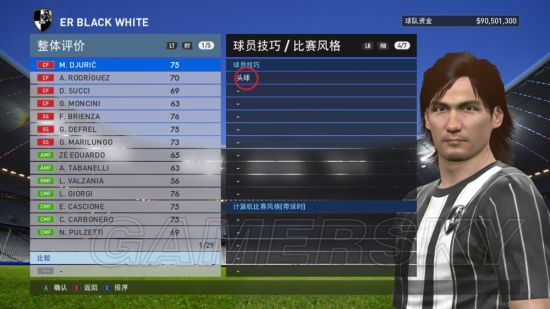 ER BLACK WHITE
球队资金 $90,501,300
整体评价 LT RT 1/5
球员技巧 / 比赛风格 LB RB 4/7
CF M. DJURIĆ 75
CF A. RODRÍGUEZ 70
CF D. SUCCI 69
CF G. MONCINI 63
SS F. BRIENZA 76
SS G. DEFREL 75
SS G. MARILUNGO 73
AMF ZÉ EDUARDO 65
AMF A. TABANELLI 63
CMF L. VALZANIA 56
CMF L. GIORGI 76
CMF E. CASCIONE 75
CMF C. CARBONERO 75
CMF N. PULZETTI 69
1/29
比较
--- -
球员技巧
头球
-
-
-
-
-
-
-
-
-
计算机比赛风格[带球时]
-
-
GAMERSKY
A 确认 B 返回 X 排序